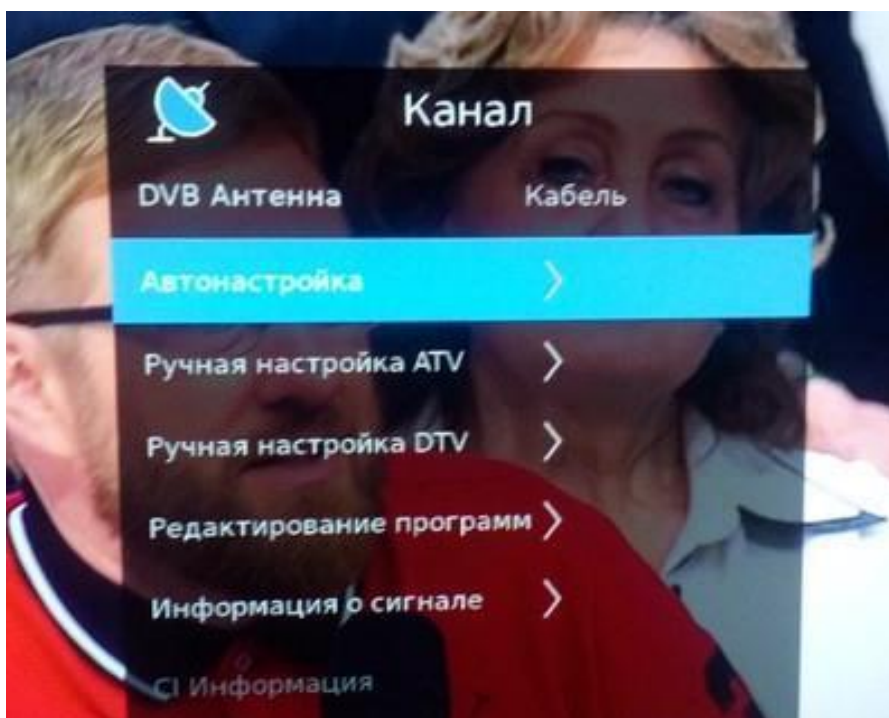 Канал
DVB Антенна Кабель
Автонастройка
Ручная настройка ATV
Ручная настройка DTV
Редактирование программ
Информация о сигнале
CI Информация